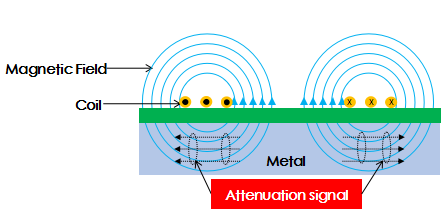 Magnetic Field
Coil
X X X
Metal
Attenuation signal